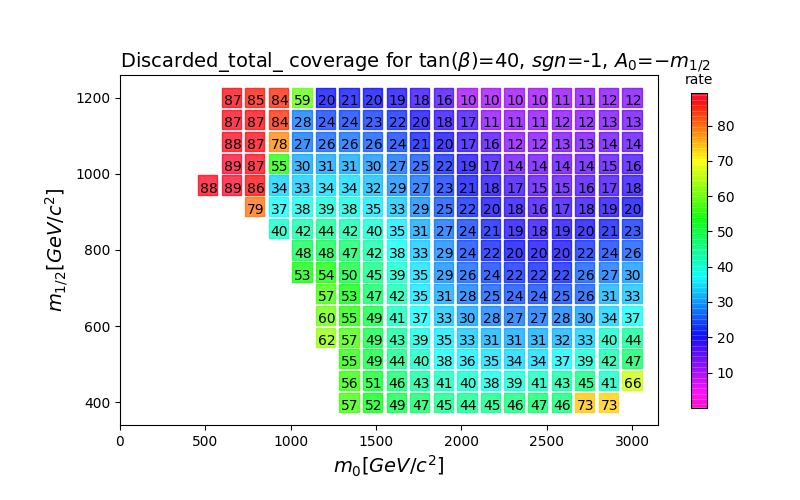 Discarded_total_ coverage for tan(β)=40, sgn=-1, A₀=−m₁/₂
rate
1200 87 85 84 59 20 21 20 19 18 16 10 10 10 10 11 11 12 12
87 87 84 28 24 24 23 22 20 18 17 11 11 11 12 12 13 13 80
88 87 78 27 26 26 26 24 21 20 17 16 12 12 13 13 14 14 70
89 87 55 30 31 31 30 27 25 22 19 17 14 14 14 14 15 16
1000 88 89 86 34 33 34 34 32 29 27 23 21 18 17 15 15 16 17 18 60
79 37 38 39 38 35 33 29 25 22 20 18 16 17 18 19 20
40 42 44 42 40 35 31 27 24 21 19 18 19 20 21 23 50
800 48 48 47 42 38 33 29 24 22 20 20 20 22 24 26
53 54 50 45 39 35 29 26 24 22 22 22 26 27 30 40
57 53 47 42 35 31 28 25 24 24 25 26 31 33 30
600 60 55 49 41 37 33 30 28 27 27 28 30 34 37
62 57 49 43 39 35 33 31 31 31 32 33 40 44 20
55 49 44 40 38 36 35 34 34 37 39 42 47
56 51 46 43 41 40 38 39 41 43 45 41 66 10
400 57 52 49 47 45 44 45 46 47 46 73 73
0 500 1000 1500 2000 2500 3000
m₀[GeV/c²]
m₁/₂[GeV/c²]